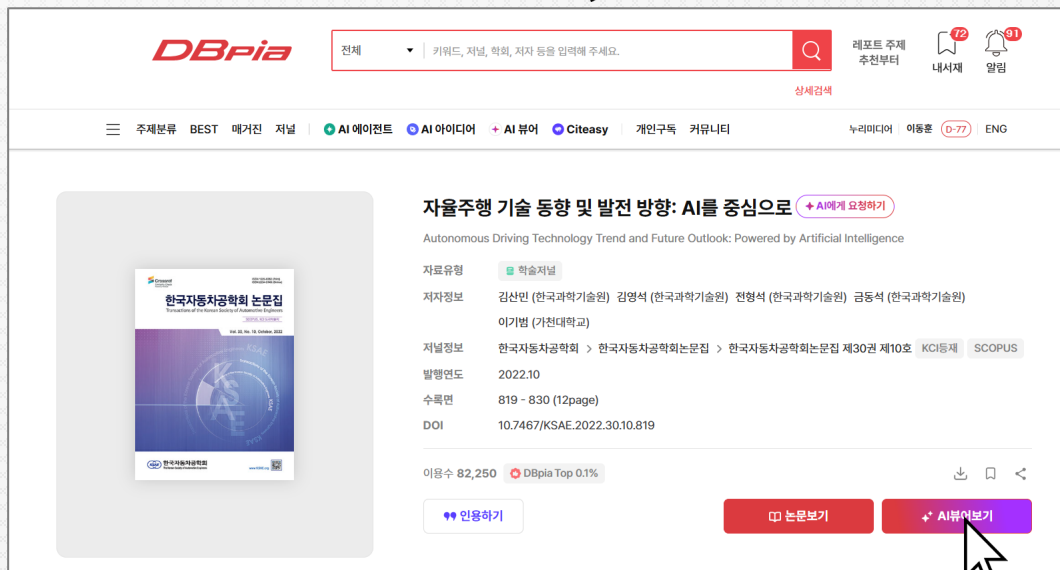 DBpia
전체
키워드, 저널, 학회, 저자 등을 입력해 주세요.
상세검색
레포트 주제
추천부터
72
내서재
91
알림
주제분류 BEST 매거진 저널 AI 에이전트 AI 아이디어 AI 뷰어 Citeasy 개인구독 커뮤니티 누리미디어 이동훈 D-77 ENG
자율주행 기술 동향 및 발전 방향: AI를 중심으로 AI에게 요청하기
Autonomous Driving Technology Trend and Future Outlook: Powered by Artificial Intelligence
자료유형 학술저널
저자정보 김산민 (한국과학기술원) 김영석 (한국과학기술원) 전형석 (한국과학기술원) 금동석 (한국과학기술원)
이기범 (가천대학교)
저널정보 한국자동차공학회 > 한국자동차공학회논문집 > 한국자동차공학회논문집 제30권 제10호 KCI등재 SCOPUS
발행연도 2022.10
수록면 819 - 830 (12page)
DOI 10.7467/KSAE.2022.30.10.819
이용수 82,250 DBpia Top 0.1%
인용하기
논문보기
AI뷰어보기
한국자동차공학회 논문집
Transactions of the Korean Society of Automotive Engineers
KSAE
한국자동차공학회